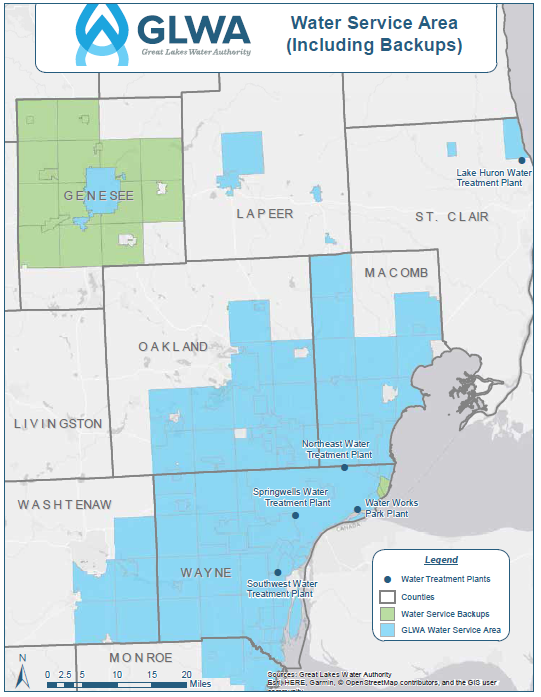 GLWA
Great Lakes Water Authority
Water Service Area
(Including Backups)
Lake Huron Water
Treatment Plant
GENESEE
LAPEER
ST. CLAIR
MACOMB
OAKLAND
LIVINGSTON
Northeast Water
Treatment Plant
WASHTENAW
Springwells Water
Treatment Plant
Water Works
Park Plant
CANADA
WAYNE
Southwest Water
Treatment Plant
MONROE
Legend
Water Treatment Plants
Counties
Water Service Backups
GLWA Water Service Area
N
0 2.5 5 10 15 20
Miles
Sources: Great Lakes Water Authority
Esri, HERE, Garmin, © OpenStreetMap contributors, and the GIS user
community